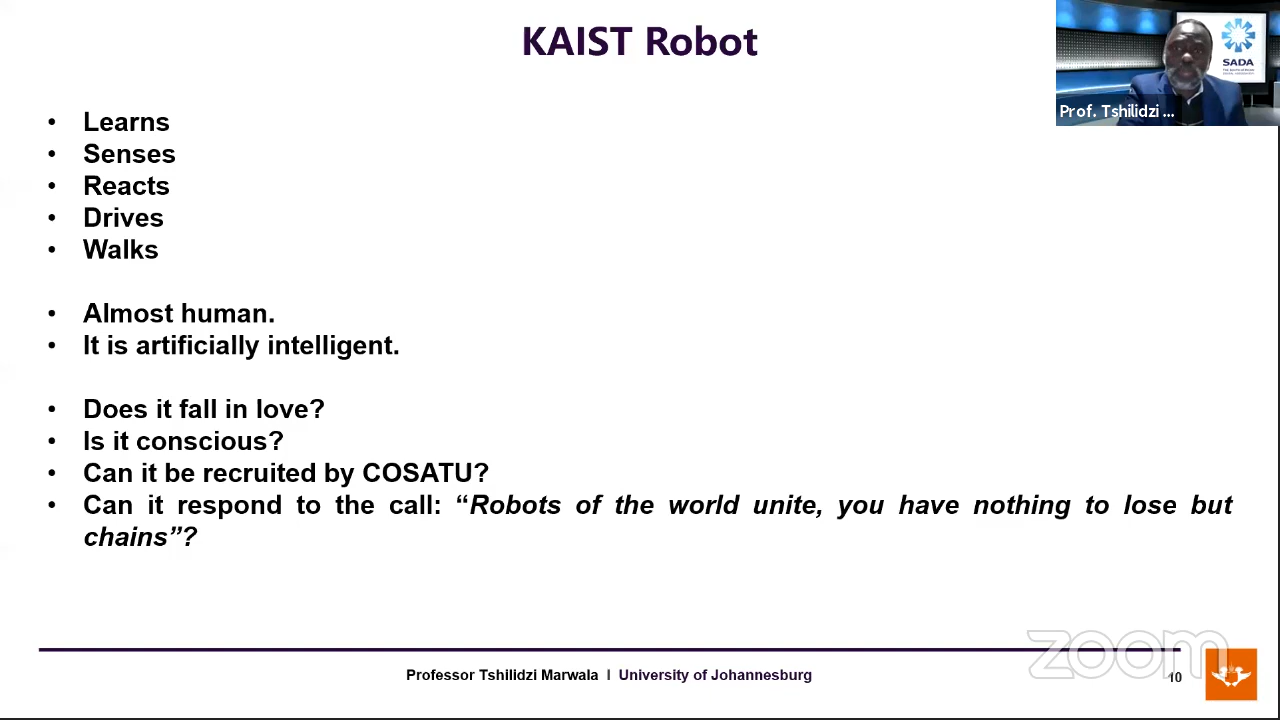 KAIST Robot
SADA
Prof. Tshilidzi ...
• Learns
• Senses
• Reacts
• Drives
• Walks
• Almost human.
• It is artificially intelligent.
• Does it fall in love?
• Is it conscious?
• Can it be recruited by COSATU?
• Can it respond to the call: “Robots of the world unite, you have nothing to lose but
chains”?
zoom
Professor Tshilidzi Marwala | University of Johannesburg
10